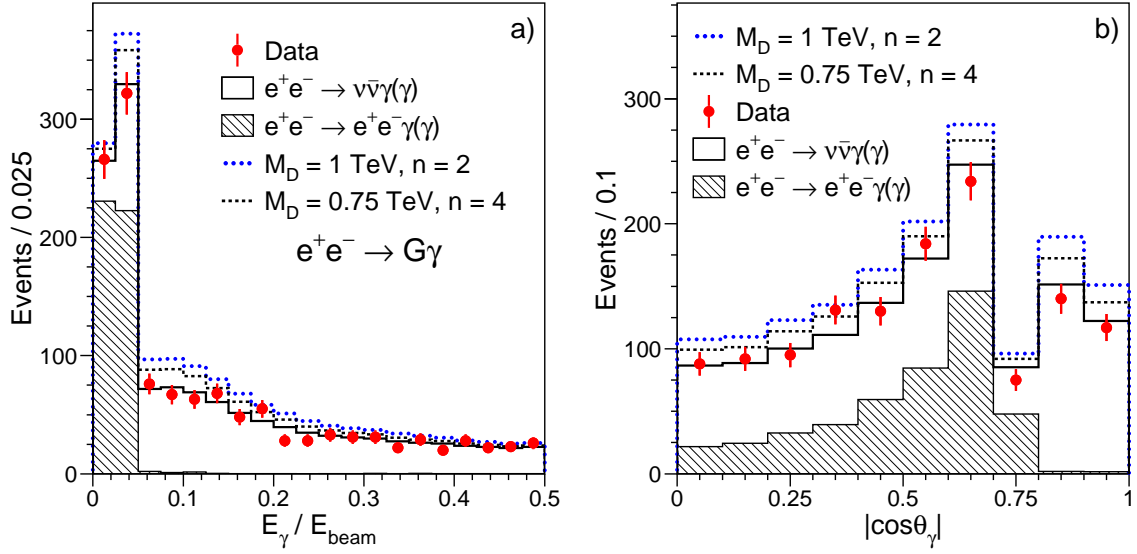 a)
Data
e⁺e⁻ → νν̄γ(γ)
e⁺e⁻ → e⁺e⁻γ(γ)
M_D = 1 TeV, n = 2
M_D = 0.75 TeV, n = 4
e⁺e⁻ → Gγ
Events / 0.025
300
200
100
0
0 0.1 0.2 0.3 0.4 0.5
E_γ / E_beam
b)
M_D = 1 TeV, n = 2
M_D = 0.75 TeV, n = 4
Data
e⁺e⁻ → νν̄γ(γ)
e⁺e⁻ → e⁺e⁻γ(γ)
Events / 0.1
300
200
100
0
0 0.25 0.5 0.75 1
|cosθ_γ|